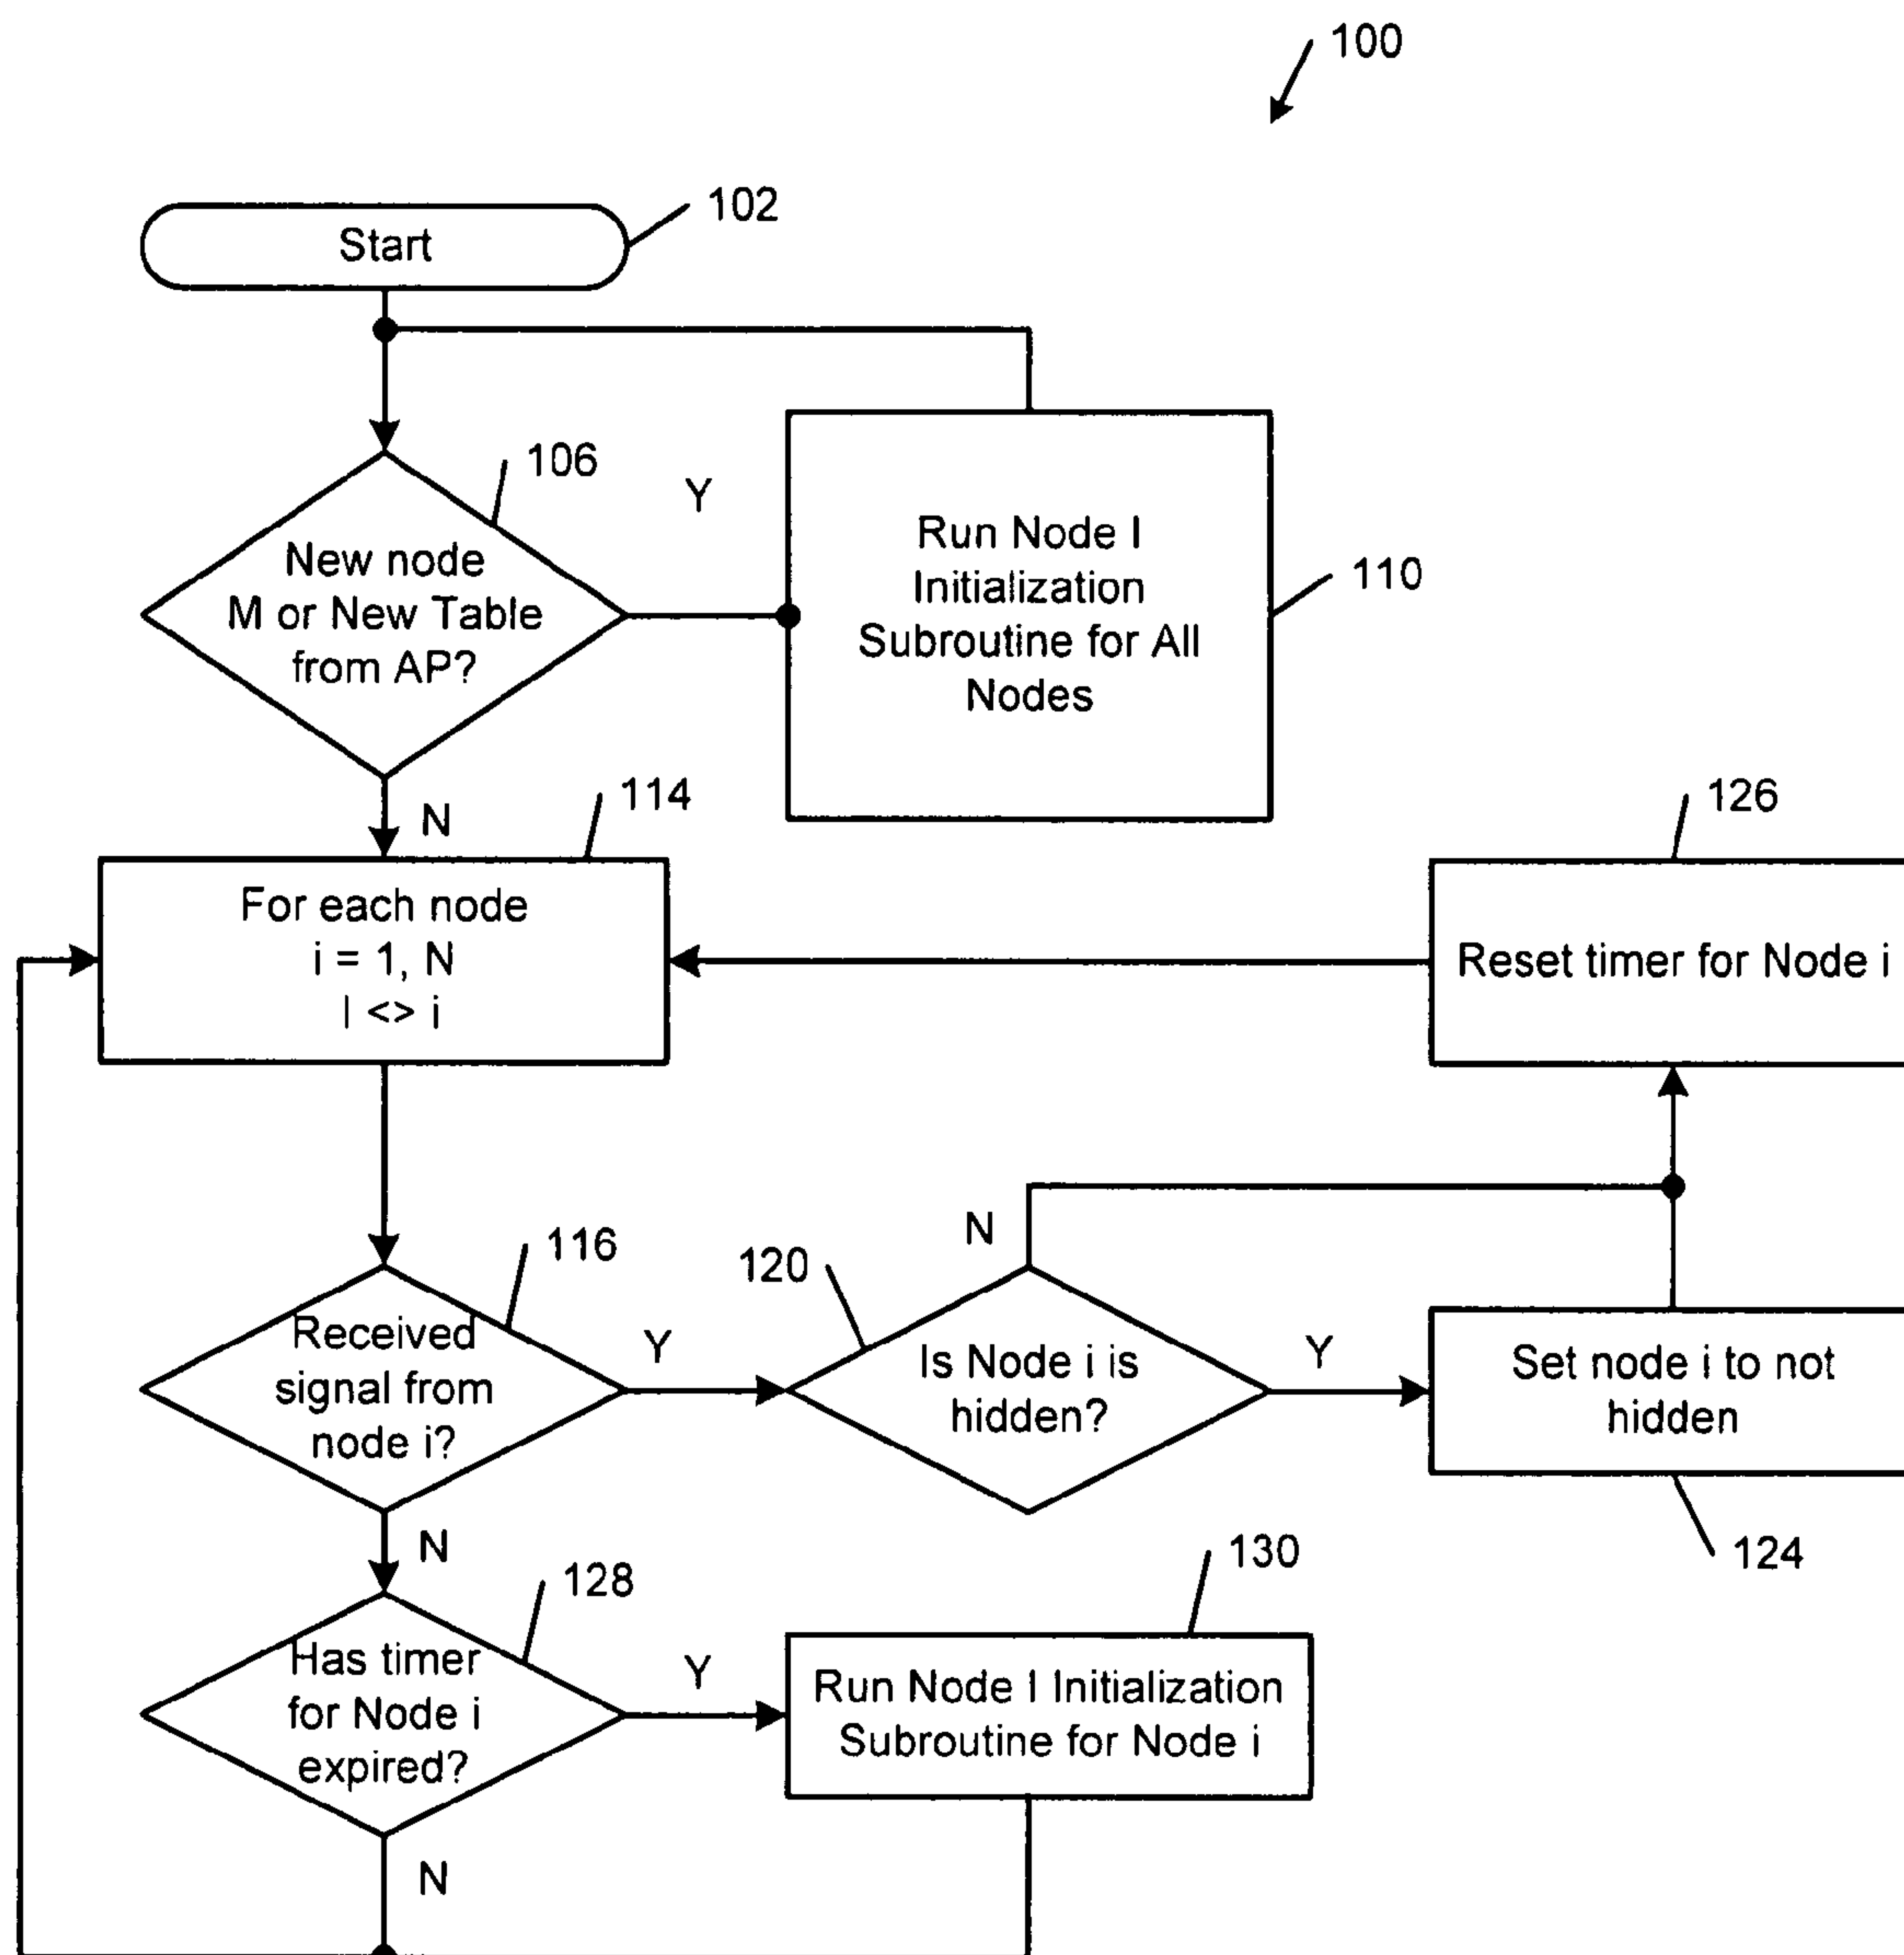 100
102
Start
106
Y
New node
M or New Table
from AP?
Run Node I
Initialization
Subroutine for All
Nodes
110
N
114
126
For each node
i = 1, N
I <> i
Reset timer for Node i
116
N
120
Received
signal from
node i?
Y
Is Node i is
hidden?
Y
Set node i to not
hidden
N
128
130
124
Has timer
for Node i
expired?
Y
Run Node I Initialization
Subroutine for Node i
N